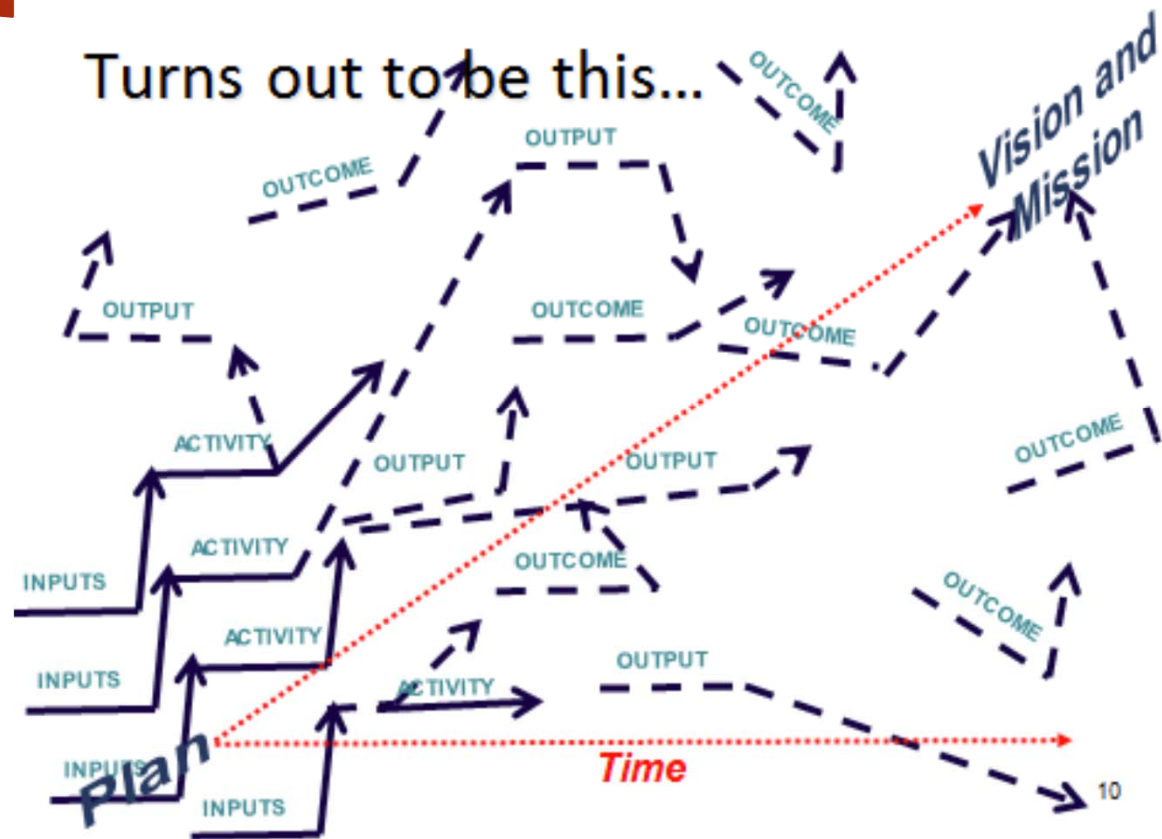 Turns out to be this...
OUTCOME
Vision and
Mission
OUTPUT
OUTCOME
OUTPUT
OUTCOME
OUTCOME
ACTIVITY
OUTPUT
OUTPUT
OUTCOME
ACTIVITY
OUTCOME
INPUTS
OUTCOME
ACTIVITY
OUTPUT
INPUTS
ACTIVITY
Plan
INPUTS
Time
INPUTS
10